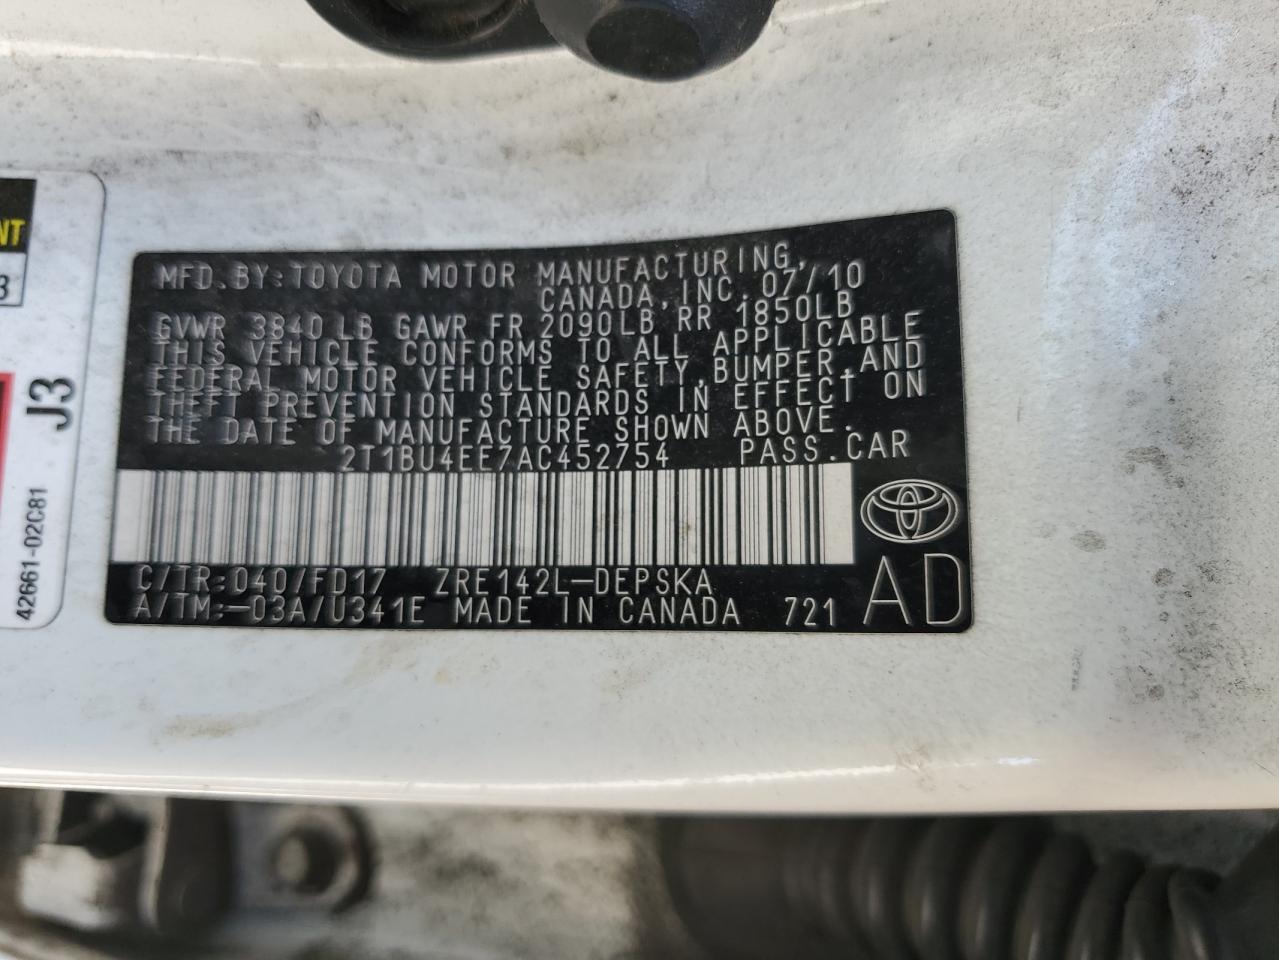 NT
3
J3
42661-02C81
MFD.BY:TOYOTA MOTOR MANUFACTURING,
CANADA,INC.07/10
GVWR 3840LB GAWR FR 2090LB RR 1850LB
THIS VEHICLE CONFORMS TO ALL APPLICABLE
FEDERAL MOTOR VEHICLE SAFETY,BUMPER,AND
THEFT PREVENTION STANDARDS IN EFFECT ON
THE DATE OF MANUFACTURE SHOWN ABOVE.
2T1BU4EE7AC452754 PASS.CAR
C/TR:040/FD17 ZRE142L-DEPSKA
A/TM:-03A/U341E MADE IN CANADA 721
AD